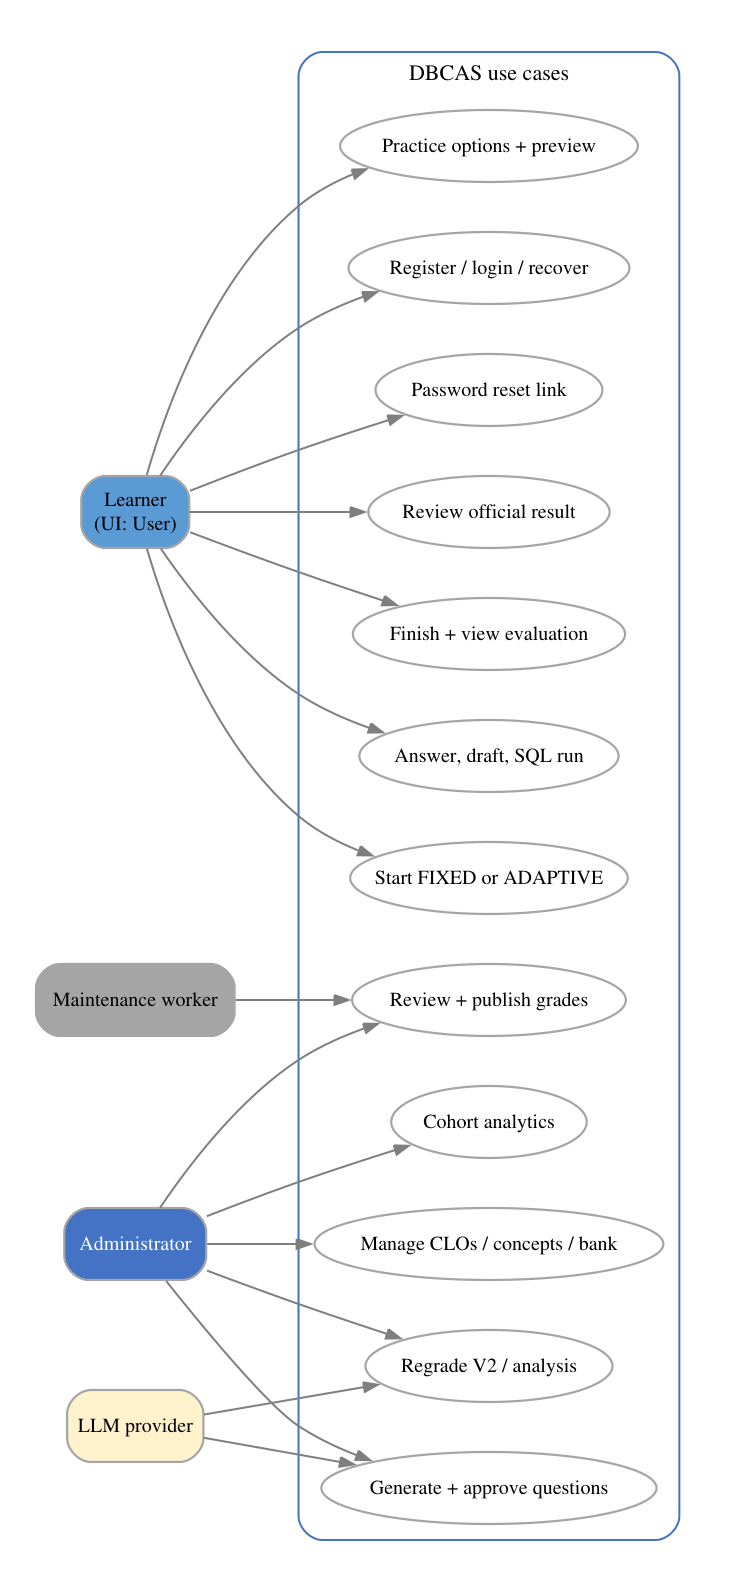 DBCAS use cases
Practice options + preview
Register / login / recover
Password reset link
Learner
(UI: User)
Review official result
Finish + view evaluation
Answer, draft, SQL run
Start FIXED or ADAPTIVE
Maintenance worker
Review + publish grades
Cohort analytics
Administrator
Manage CLOs / concepts / bank
Regrade V2 / analysis
LLM provider
Generate + approve questions